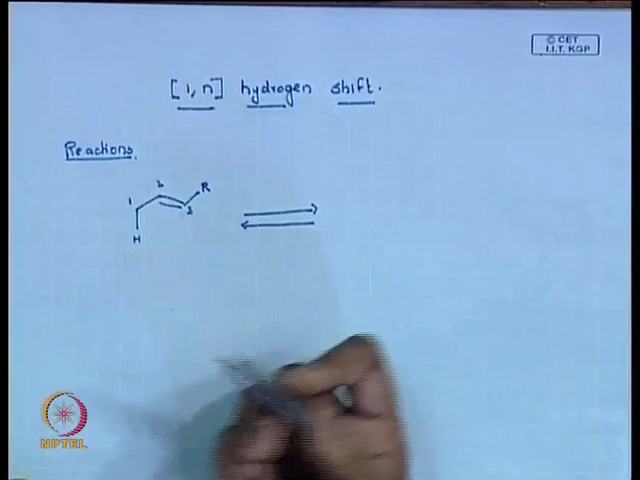 © CET
I.I.T. KGP
[1,n] hydrogen shift.
Reactions.
1 2 3 R
H
NPTEL